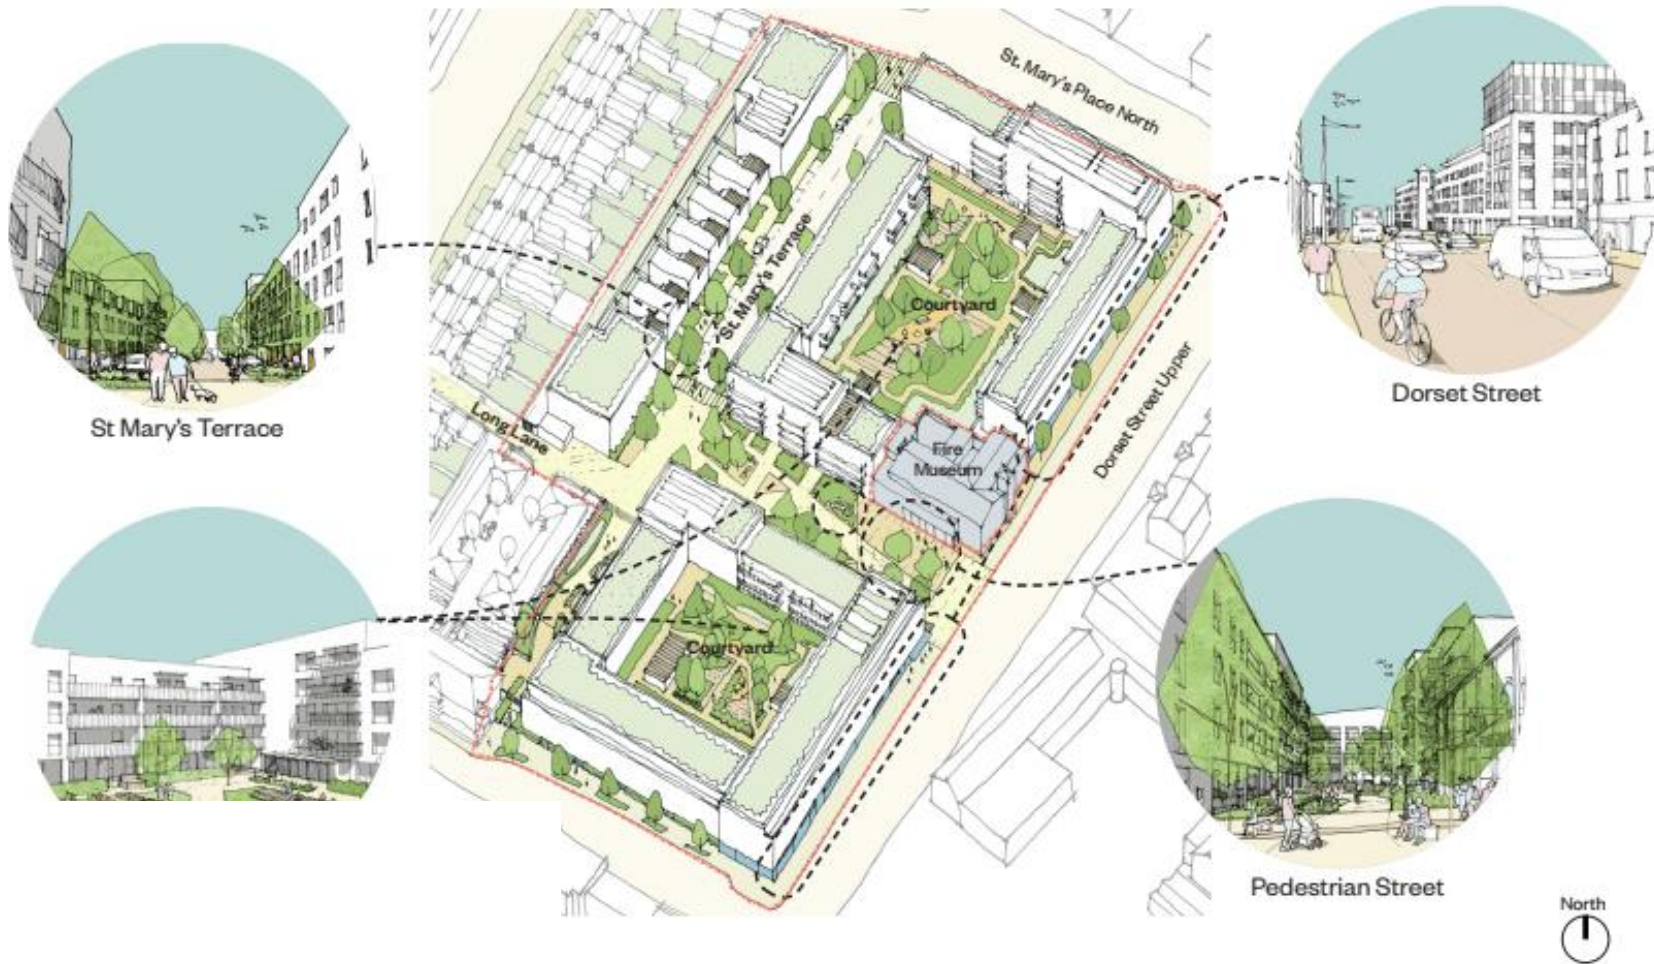 St. Mary's Place North
St Mary's Terrace
Courtyard
Dorset Street Upper
Fire
Museum
Long Lane
Courtyard
St Mary's Terrace
Dorset Street
Pedestrian Street
North